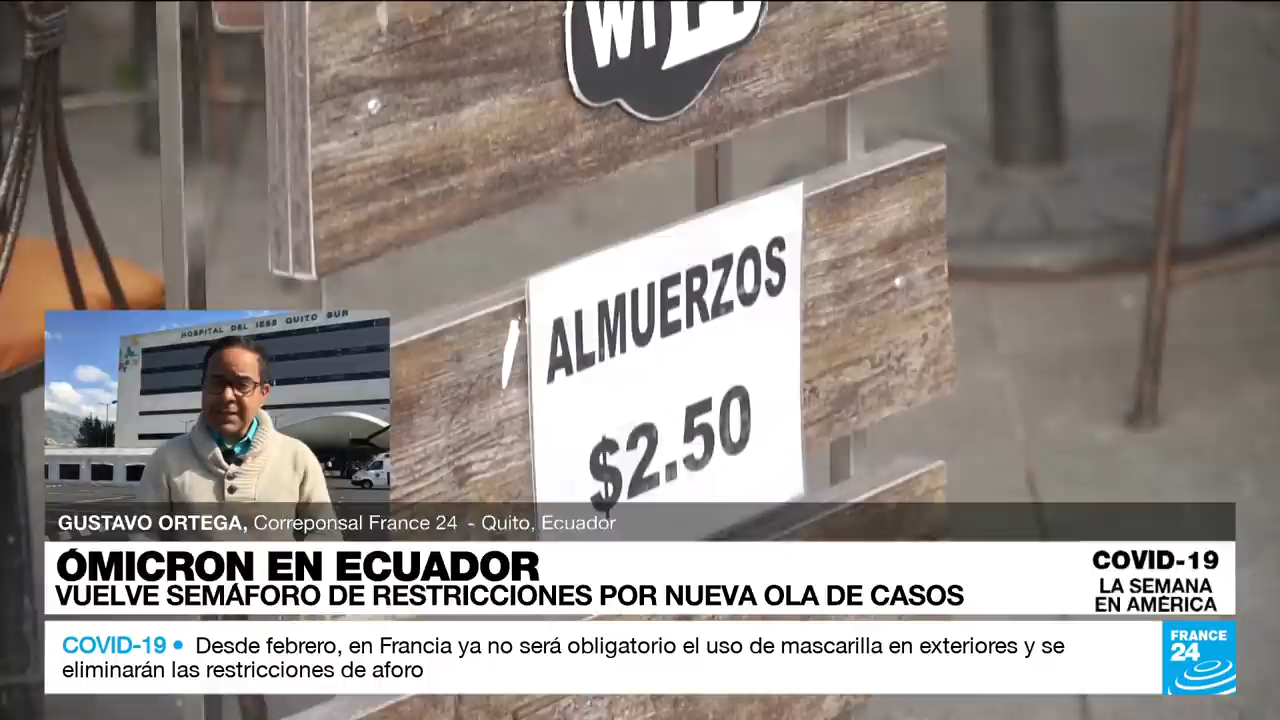 WI FI
ALMUERZOS
$2.50
HOSPITAL DEL IESS QUITO SUR
GUSTAVO ORTEGA, Correponsal France 24 - Quito, Ecuador
ÓMICRON EN ECUADOR
VUELVE SEMÁFORO DE RESTRICCIONES POR NUEVA OLA DE CASOS
COVID-19
LA SEMANA
EN AMÉRICA
COVID-19 • Desde febrero, en Francia ya no será obligatorio el uso de mascarilla en exteriores y se
eliminarán las restricciones de aforo
FRANCE
24